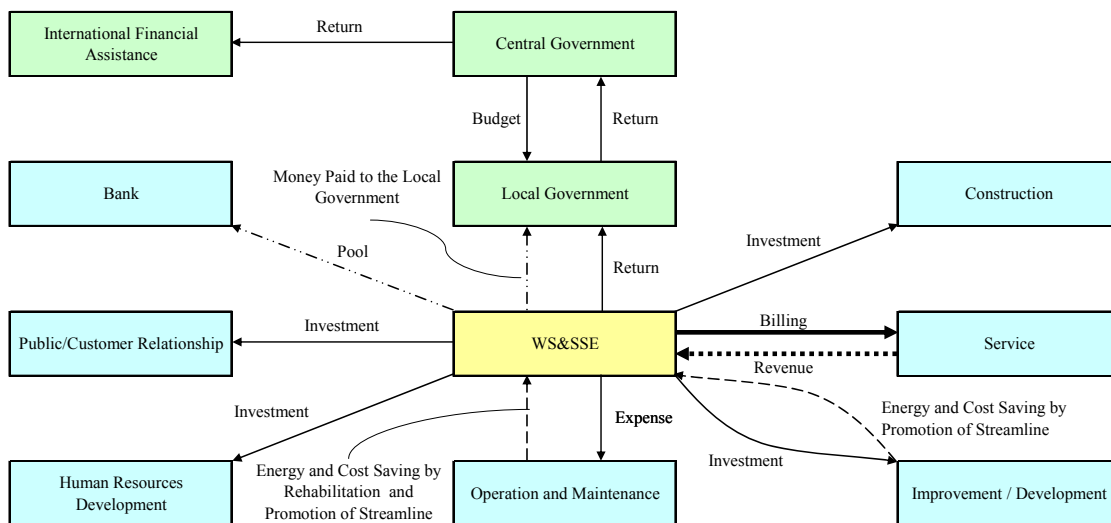 International Financial
Assistance
Return
Central Government
Budget
Return
Bank
Money Paid to the Local
Government
Local Government
Construction
Pool
Return
Investment
Public/Customer Relationship
Investment
WS&SSE
Billing
Revenue
Service
Investment
Expense
Energy and Cost Saving by
Promotion of Streamline
Investment
Human Resources
Development
Energy and Cost Saving by
Rehabilitation and
Promotion of Streamline
Operation and Maintenance
Improvement / Development